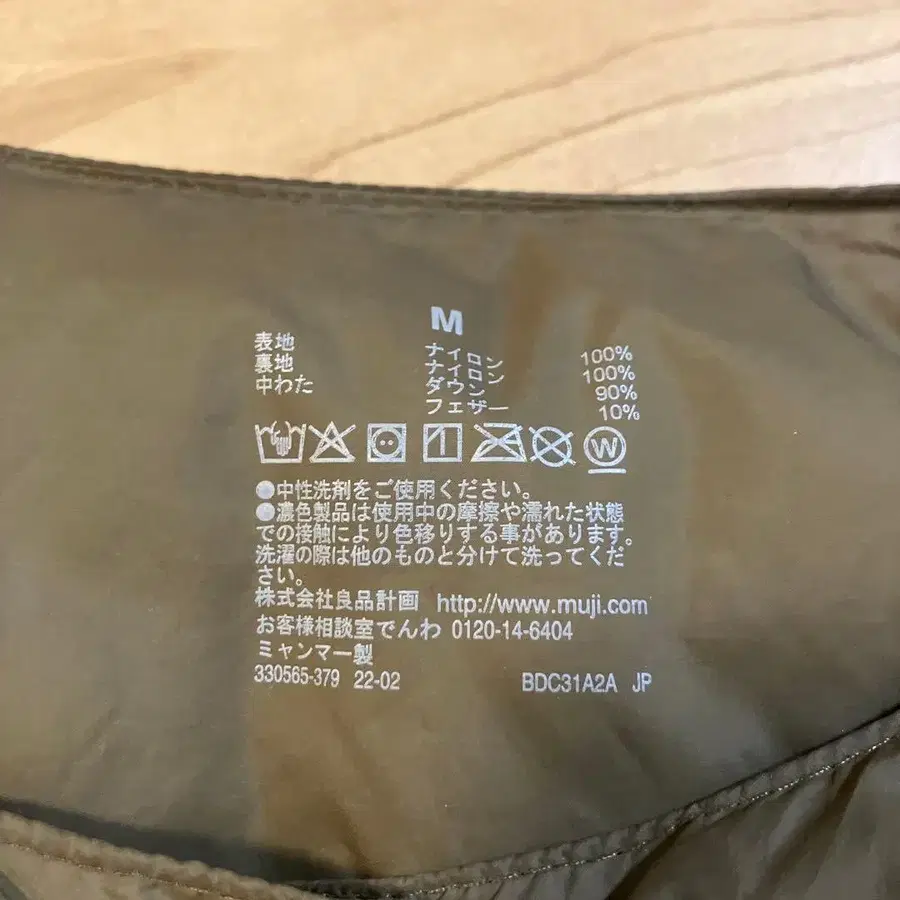 M
表地 ナイロン 100%
裏地 ナイロン 100%
中わた ダウン 90%
フェザー 10%
W
●中性洗剤をご使用ください。
●濃色製品は使用中の摩擦や濡れた状態
での接触により色移りする事があります。
洗濯の際は他のものと分けて洗ってくだ
さい。
株式会社良品計画 http://www.muji.com
お客様相談室でんわ 0120-14-6404
ミャンマー製
330565-379 22-02 BDC31A2A JP